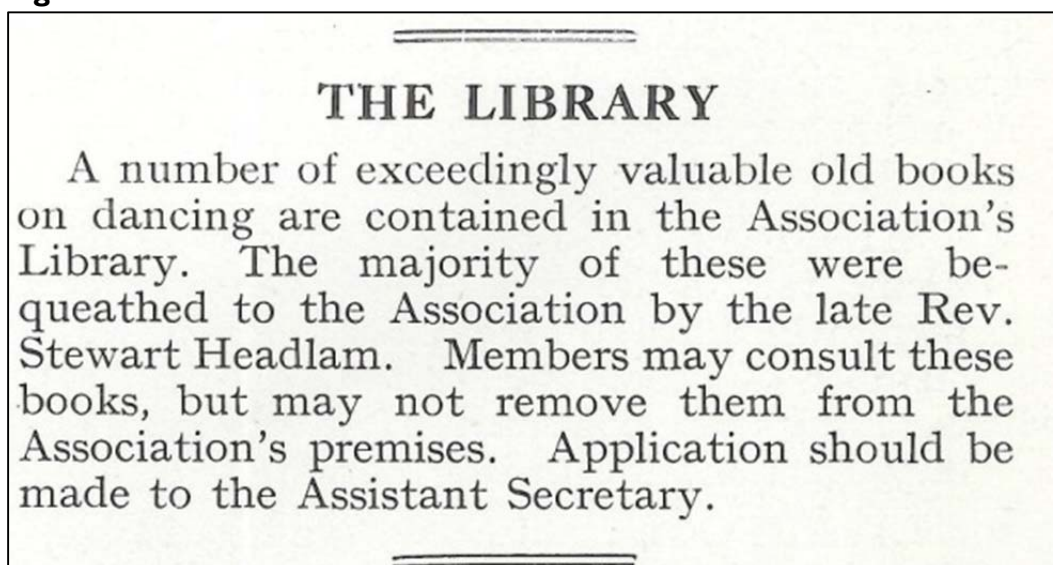 THE LIBRARY
A number of exceedingly valuable old books
on dancing are contained in the Association's
Library. The majority of these were be-
queathed to the Association by the late Rev.
Stewart Headlam. Members may consult these
books, but may not remove them from the
Association's premises. Application should be
made to the Assistant Secretary.